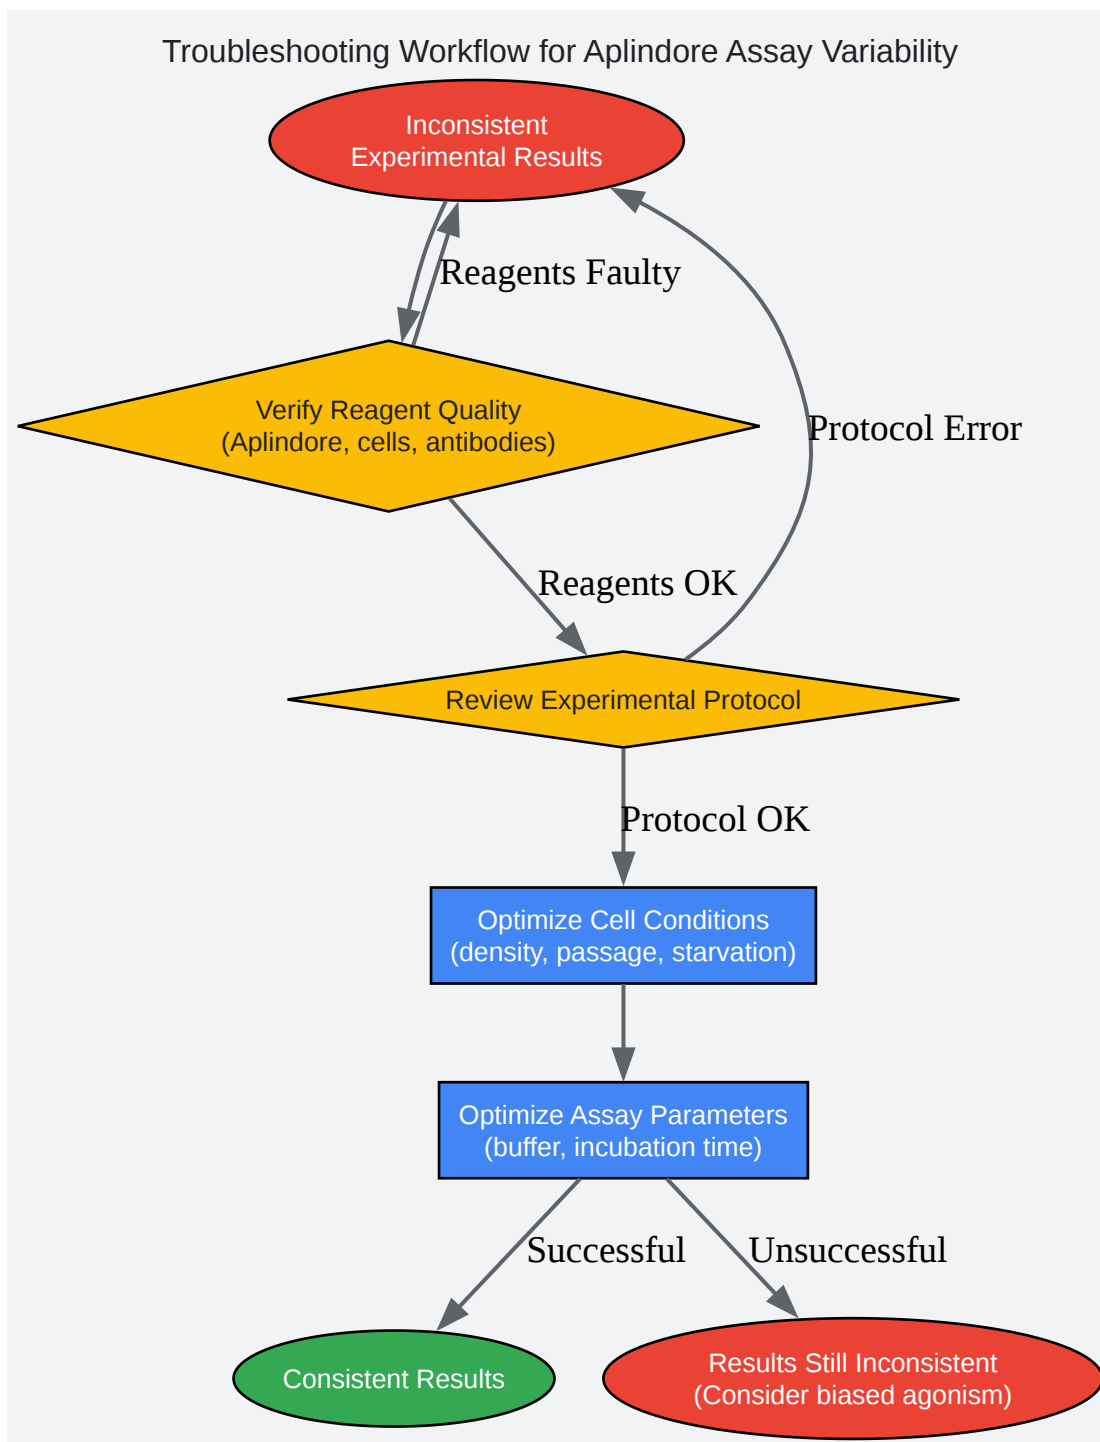 Troubleshooting Workflow for Aplindore Assay Variability
Inconsistent
Experimental Results
Reagents Faulty
Verify Reagent Quality
(Aplindore, cells, antibodies)
Protocol Error
Reagents OK
Review Experimental Protocol
Protocol OK
Optimize Cell Conditions
(density, passage, starvation)
Optimize Assay Parameters
(buffer, incubation time)
Successful
Unsuccessful
Consistent Results
Results Still Inconsistent
(Consider biased agonism)